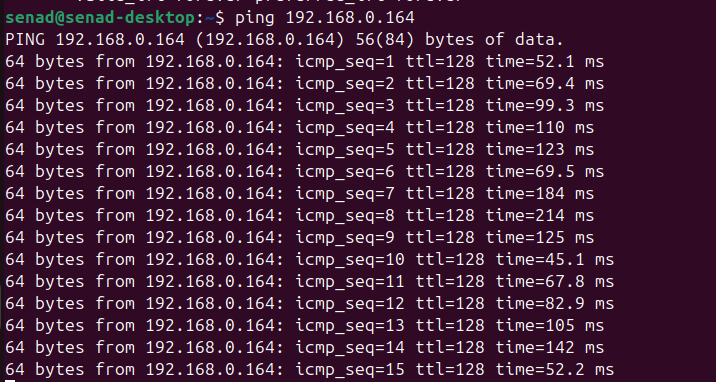 senad@senad-desktop:~$ ping 192.168.0.164
PING 192.168.0.164 (192.168.0.164) 56(84) bytes of data.
64 bytes from 192.168.0.164: icmp_seq=1 ttl=128 time=52.1 ms
64 bytes from 192.168.0.164: icmp_seq=2 ttl=128 time=69.4 ms
64 bytes from 192.168.0.164: icmp_seq=3 ttl=128 time=99.3 ms
64 bytes from 192.168.0.164: icmp_seq=4 ttl=128 time=110 ms
64 bytes from 192.168.0.164: icmp_seq=5 ttl=128 time=123 ms
64 bytes from 192.168.0.164: icmp_seq=6 ttl=128 time=69.5 ms
64 bytes from 192.168.0.164: icmp_seq=7 ttl=128 time=184 ms
64 bytes from 192.168.0.164: icmp_seq=8 ttl=128 time=214 ms
64 bytes from 192.168.0.164: icmp_seq=9 ttl=128 time=125 ms
64 bytes from 192.168.0.164: icmp_seq=10 ttl=128 time=45.1 ms
64 bytes from 192.168.0.164: icmp_seq=11 ttl=128 time=67.8 ms
64 bytes from 192.168.0.164: icmp_seq=12 ttl=128 time=82.9 ms
64 bytes from 192.168.0.164: icmp_seq=13 ttl=128 time=105 ms
64 bytes from 192.168.0.164: icmp_seq=14 ttl=128 time=142 ms
64 bytes from 192.168.0.164: icmp_seq=15 ttl=128 time=52.2 ms